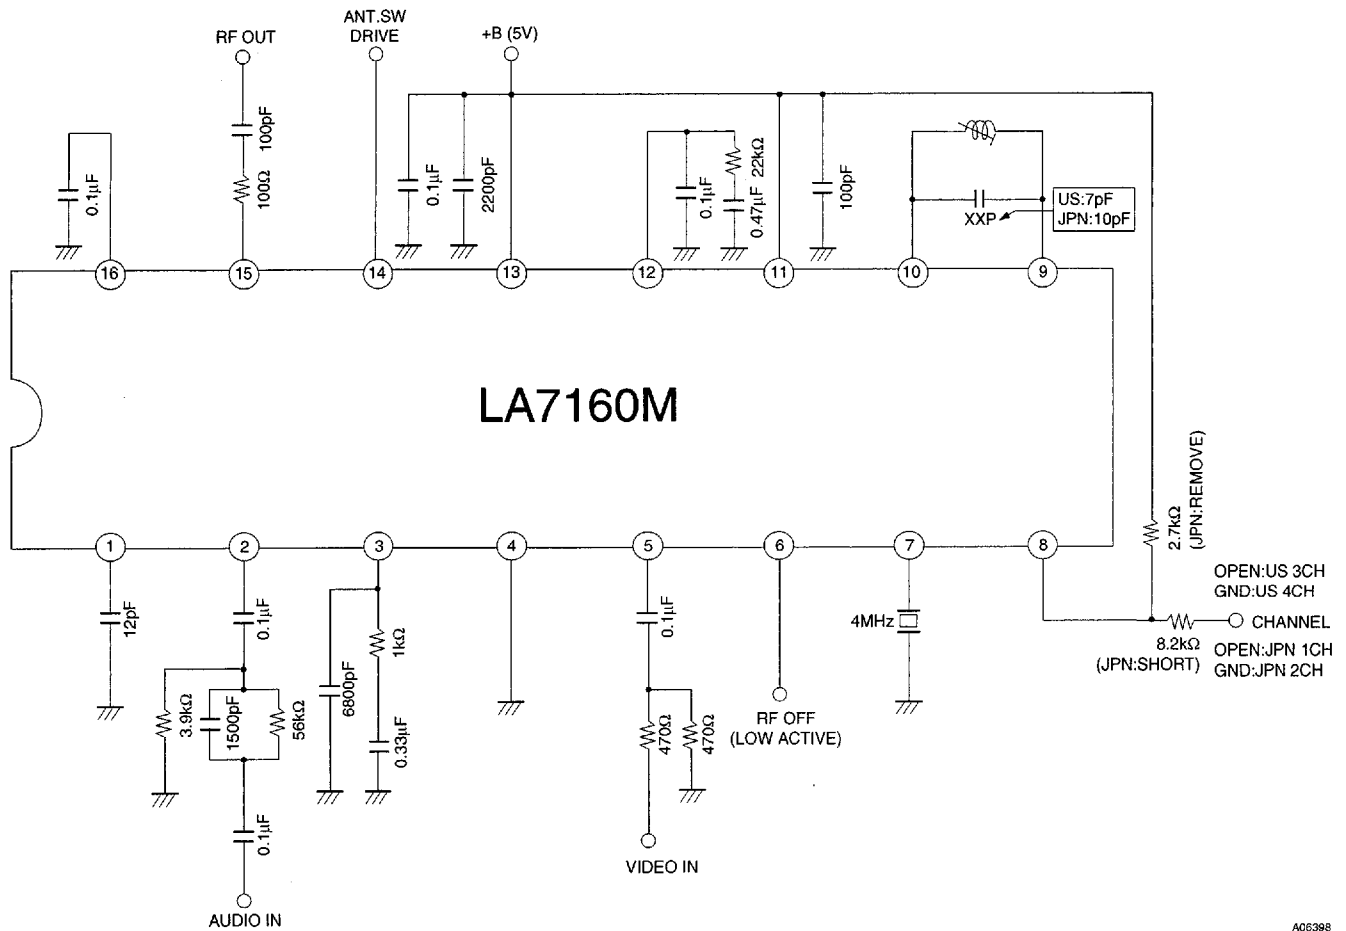 ANT.SW
DRIVE
RF OUT
+B (5V)
100pF
100Ω
0.1µF
0.1µF
2200pF
0.1µF
22kΩ
0.47µF
100pF
XXP
US:7pF
JPN:10pF
16
15
14
13
12
11
10
9
LA7160M
1
2
3
4
5
6
7
8
12pF
0.1µF
3.9kΩ
1500pF
56kΩ
0.1µF
AUDIO IN
6800pF
1kΩ
0.33µF
0.1µF
470Ω
470Ω
VIDEO IN
RF OFF
(LOW ACTIVE)
4MHz
2.7kΩ
(JPN:REMOVE)
8.2kΩ
(JPN:SHORT)
OPEN:US 3CH
GND:US 4CH
CHANNEL
OPEN:JPN 1CH
GND:JPN 2CH
A06398